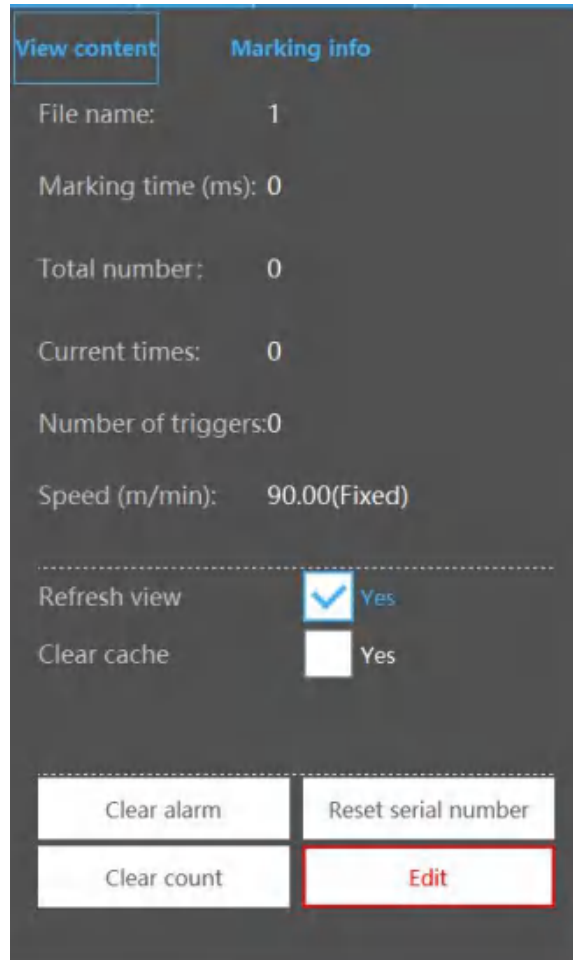 View content Marking info
File name: 1
Marking time (ms): 0
Total number: 0
Current times: 0
Number of triggers:0
Speed (m/min): 90.00(Fixed)
Refresh view Yes
Clear cache Yes
Clear alarm Reset serial number
Clear count Edit